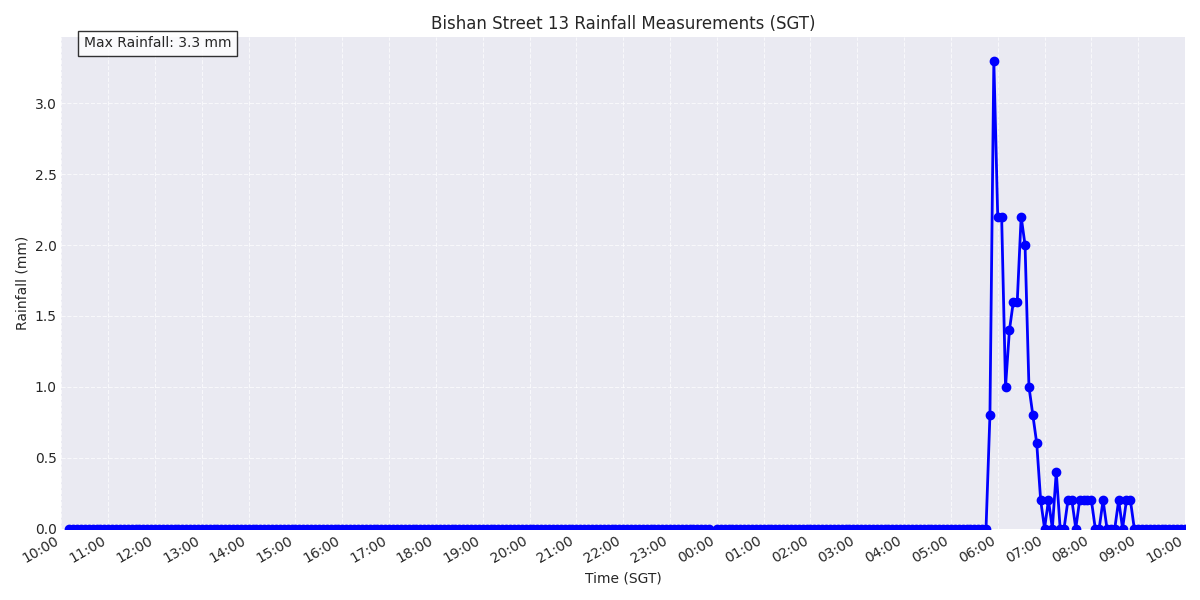 Bishan Street 13 Rainfall Measurements (SGT)
Max Rainfall: 3.3 mm
Rainfall (mm)
3.0
2.5
2.0
1.5
1.0
0.5
0.0
10:00 11:00 12:00 13:00 14:00 15:00 16:00 17:00 18:00 19:00 20:00 21:00 22:00 23:00 00:00 01:00 02:00 03:00 04:00 05:00 06:00 07:00 08:00 09:00 10:00
Time (SGT)